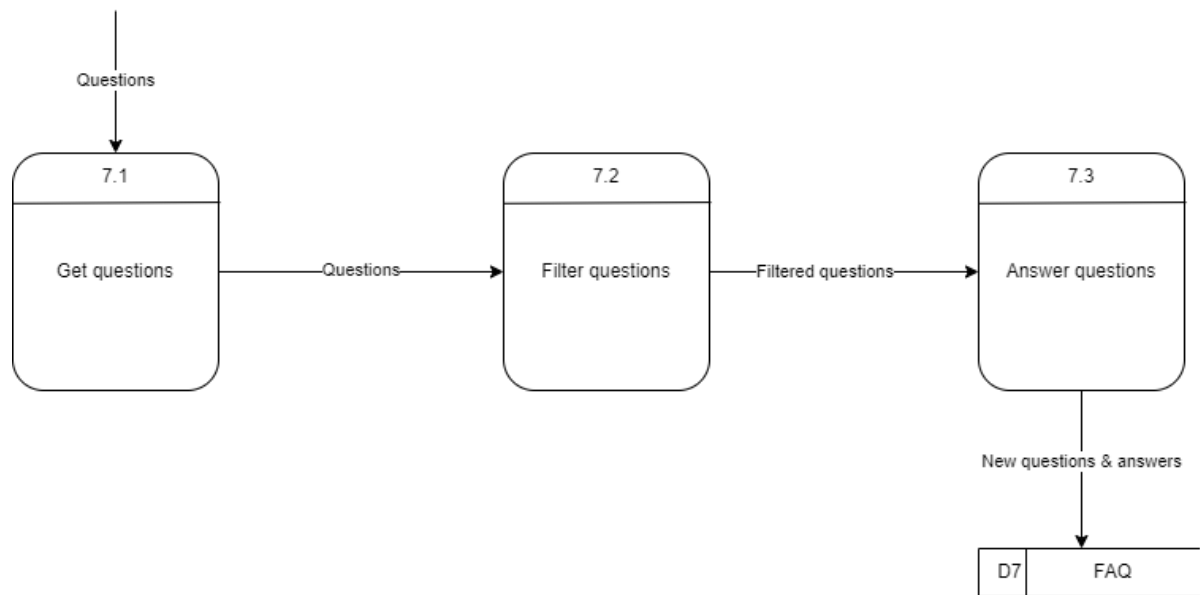 Questions
7.1
7.2
7.3
Get questions
Questions
Filter questions
Filtered questions
Answer questions
New questions & answers
D7
FAQ